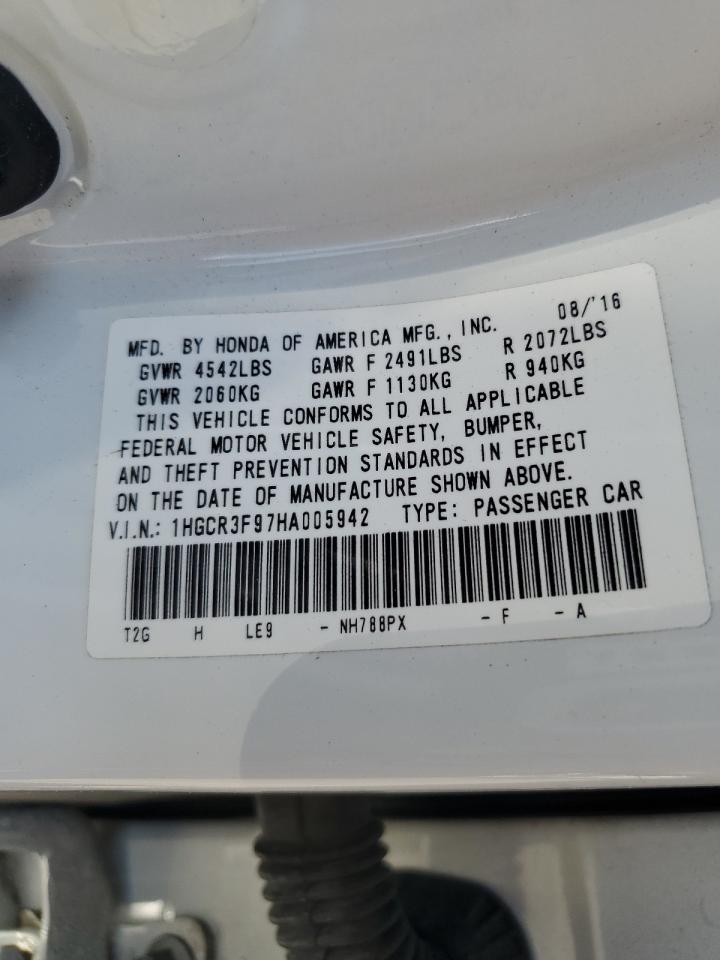 MFD. BY HONDA OF AMERICA MFG., INC. 08/'16
GVWR 4542LBS GAWR F 2491LBS R 2072LBS
GVWR 2060KG GAWR F 1130KG R 940KG
THIS VEHICLE CONFORMS TO ALL APPLICABLE
FEDERAL MOTOR VEHICLE SAFETY, BUMPER,
AND THEFT PREVENTION STANDARDS IN EFFECT
ON THE DATE OF MANUFACTURE SHOWN ABOVE.
V.I.N.: 1HGCR3F97HA005942 TYPE: PASSENGER CAR
T2G H LE9 - NH788PX - F - A